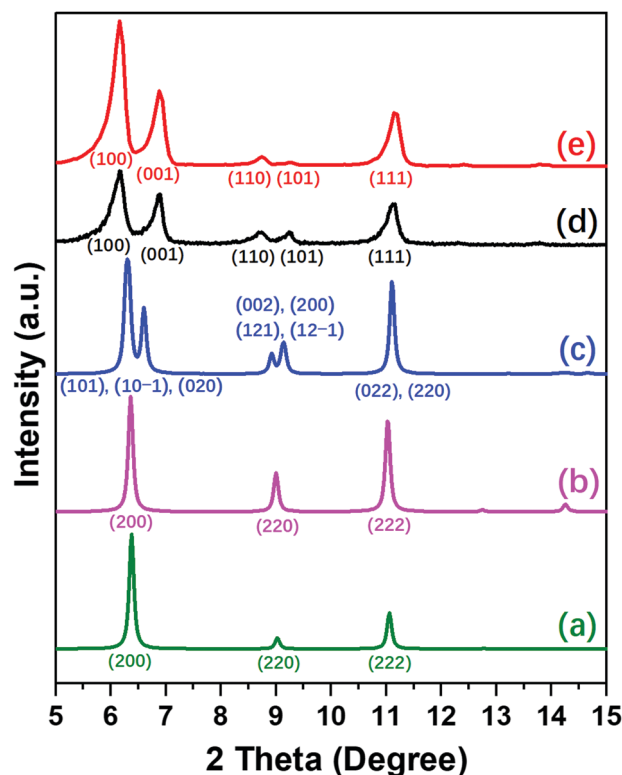 (e)
(100)
(001)
(110)
(101)
(111)
(d)
(100)
(001)
(110)
(101)
(111)
(002), (200)
(121), (12−1)
(c)
(101), (10−1), (020)
(022), (220)
(b)
(200)
(220)
(222)
(a)
(200)
(220)
(222)
Intensity (a.u.)
5 6 7 8 9 10 11 12 13 14 15
2 Theta (Degree)